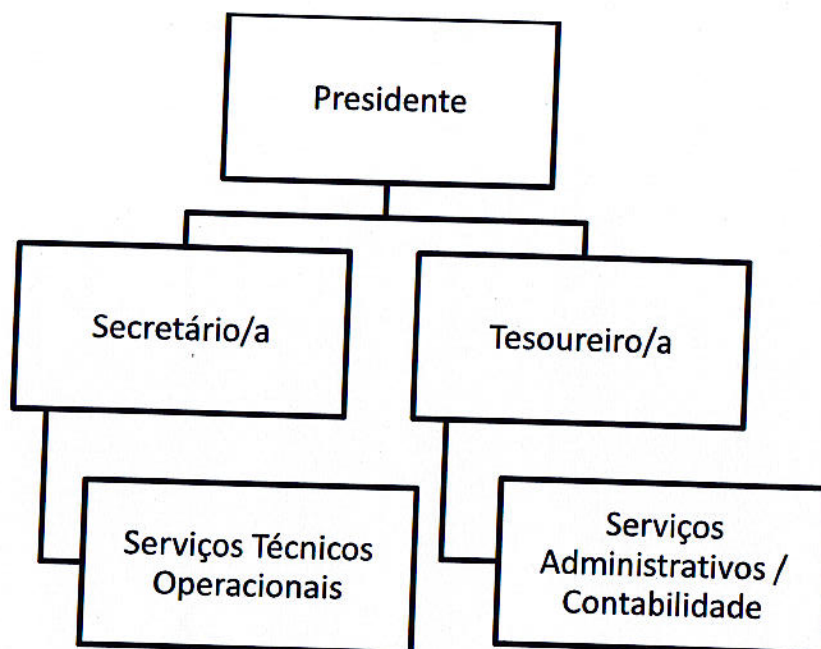 Presidente
Secretário/a
Tesoureiro/a
Serviços Técnicos
Operacionais
Serviços
Administrativos /
Contabilidade